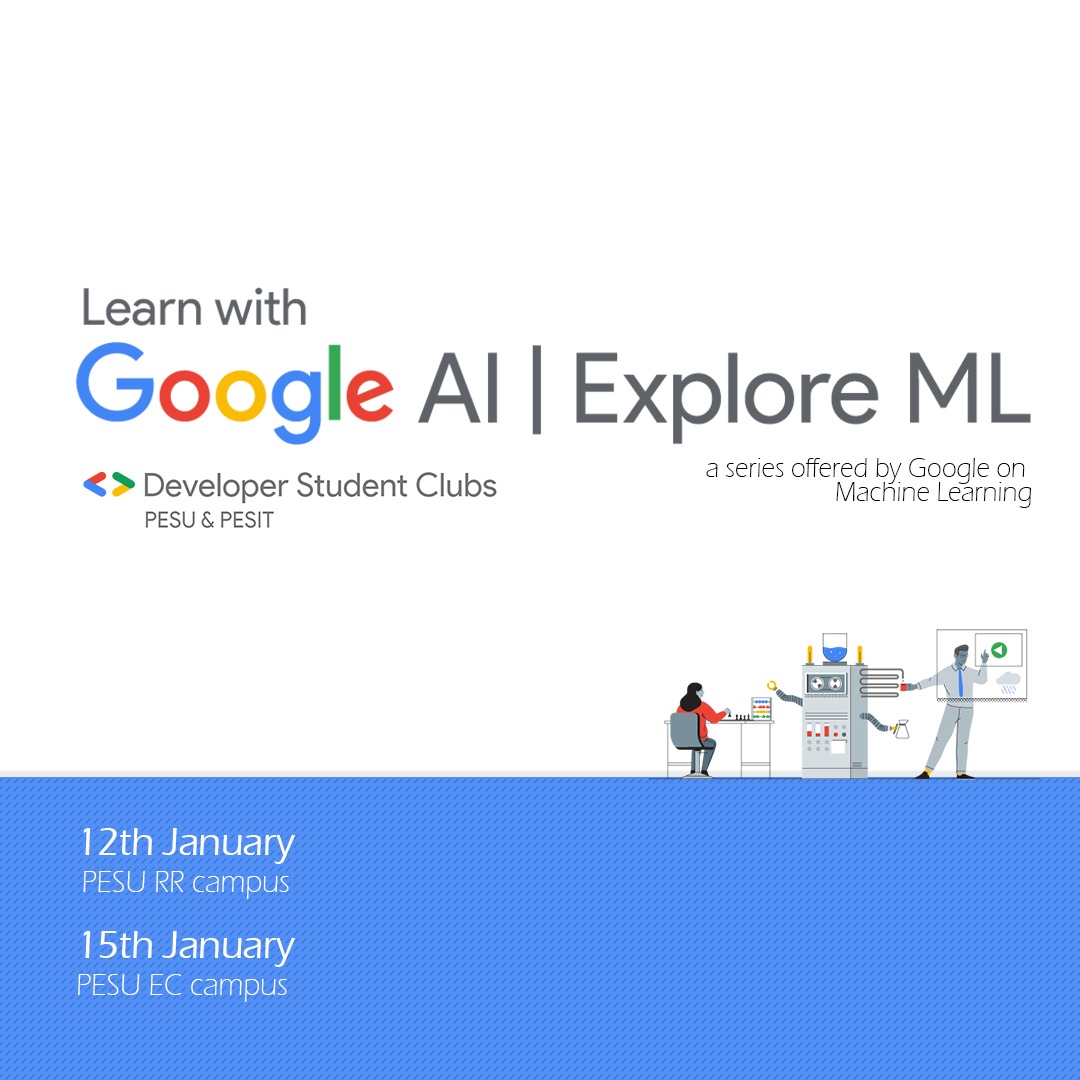 Learn with
Google AI | Explore ML
Developer Student Clubs
PESU & PESIT
a series offered by Google on
Machine Learning
12th January
PESU RR campus
15th January
PESU EC campus